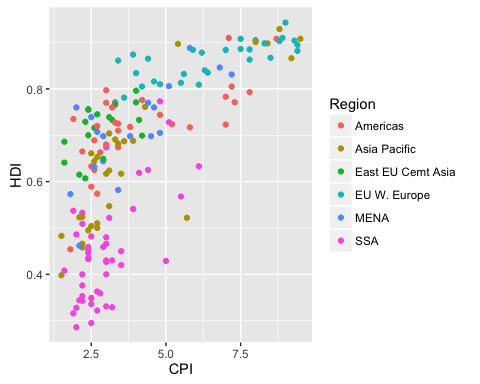 HDI
0.8
0.6
0.4
2.5 5.0 7.5
CPI
Region
Americas
Asia Pacific
East EU Cemt Asia
EU W. Europe
MENA
SSA